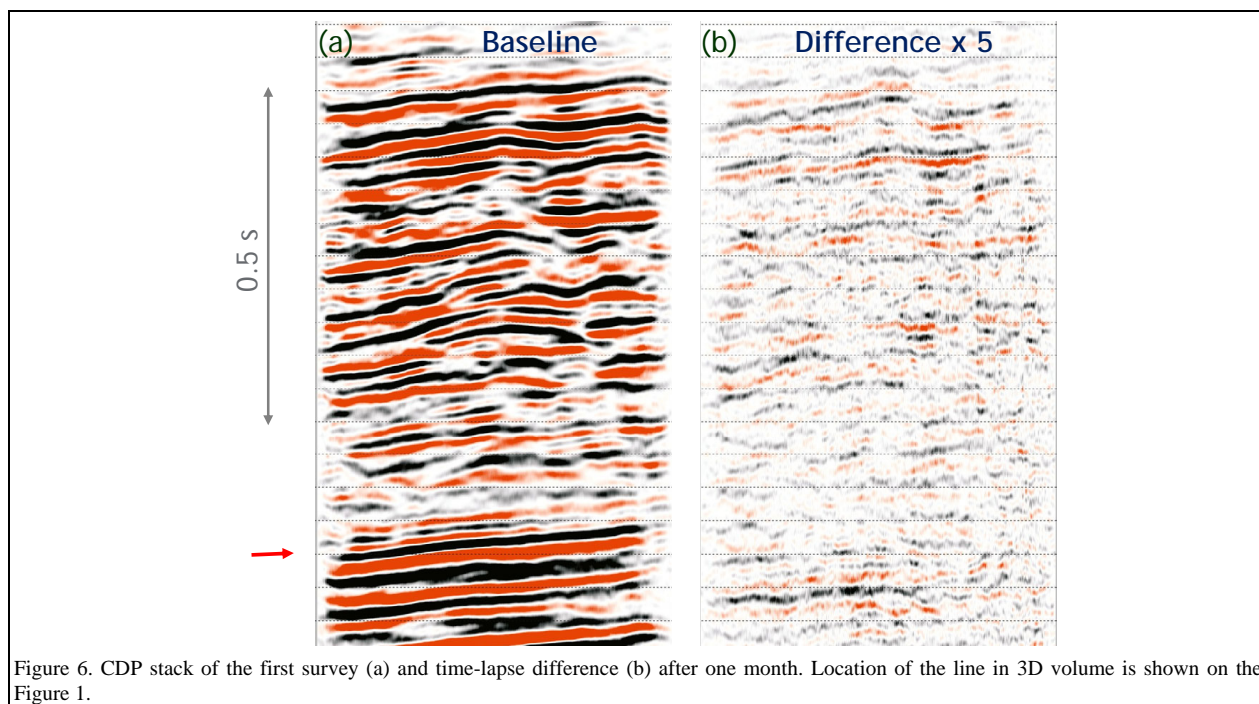 (a) Baseline
(b) Difference x 5
0.5 s
Figure 6. CDP stack of the first survey (a) and time-lapse difference (b) after one month. Location of the line in 3D volume is shown on the
Figure 1.